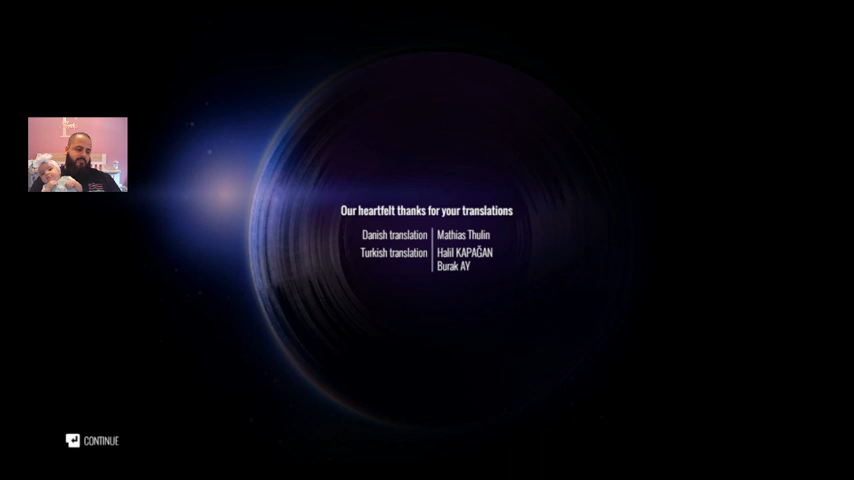 Our heartfelt thanks for your translations
Danish translation Mathias Thulin
Turkish translation Halil KAPAĞAN
Burak AY
CONTINUE